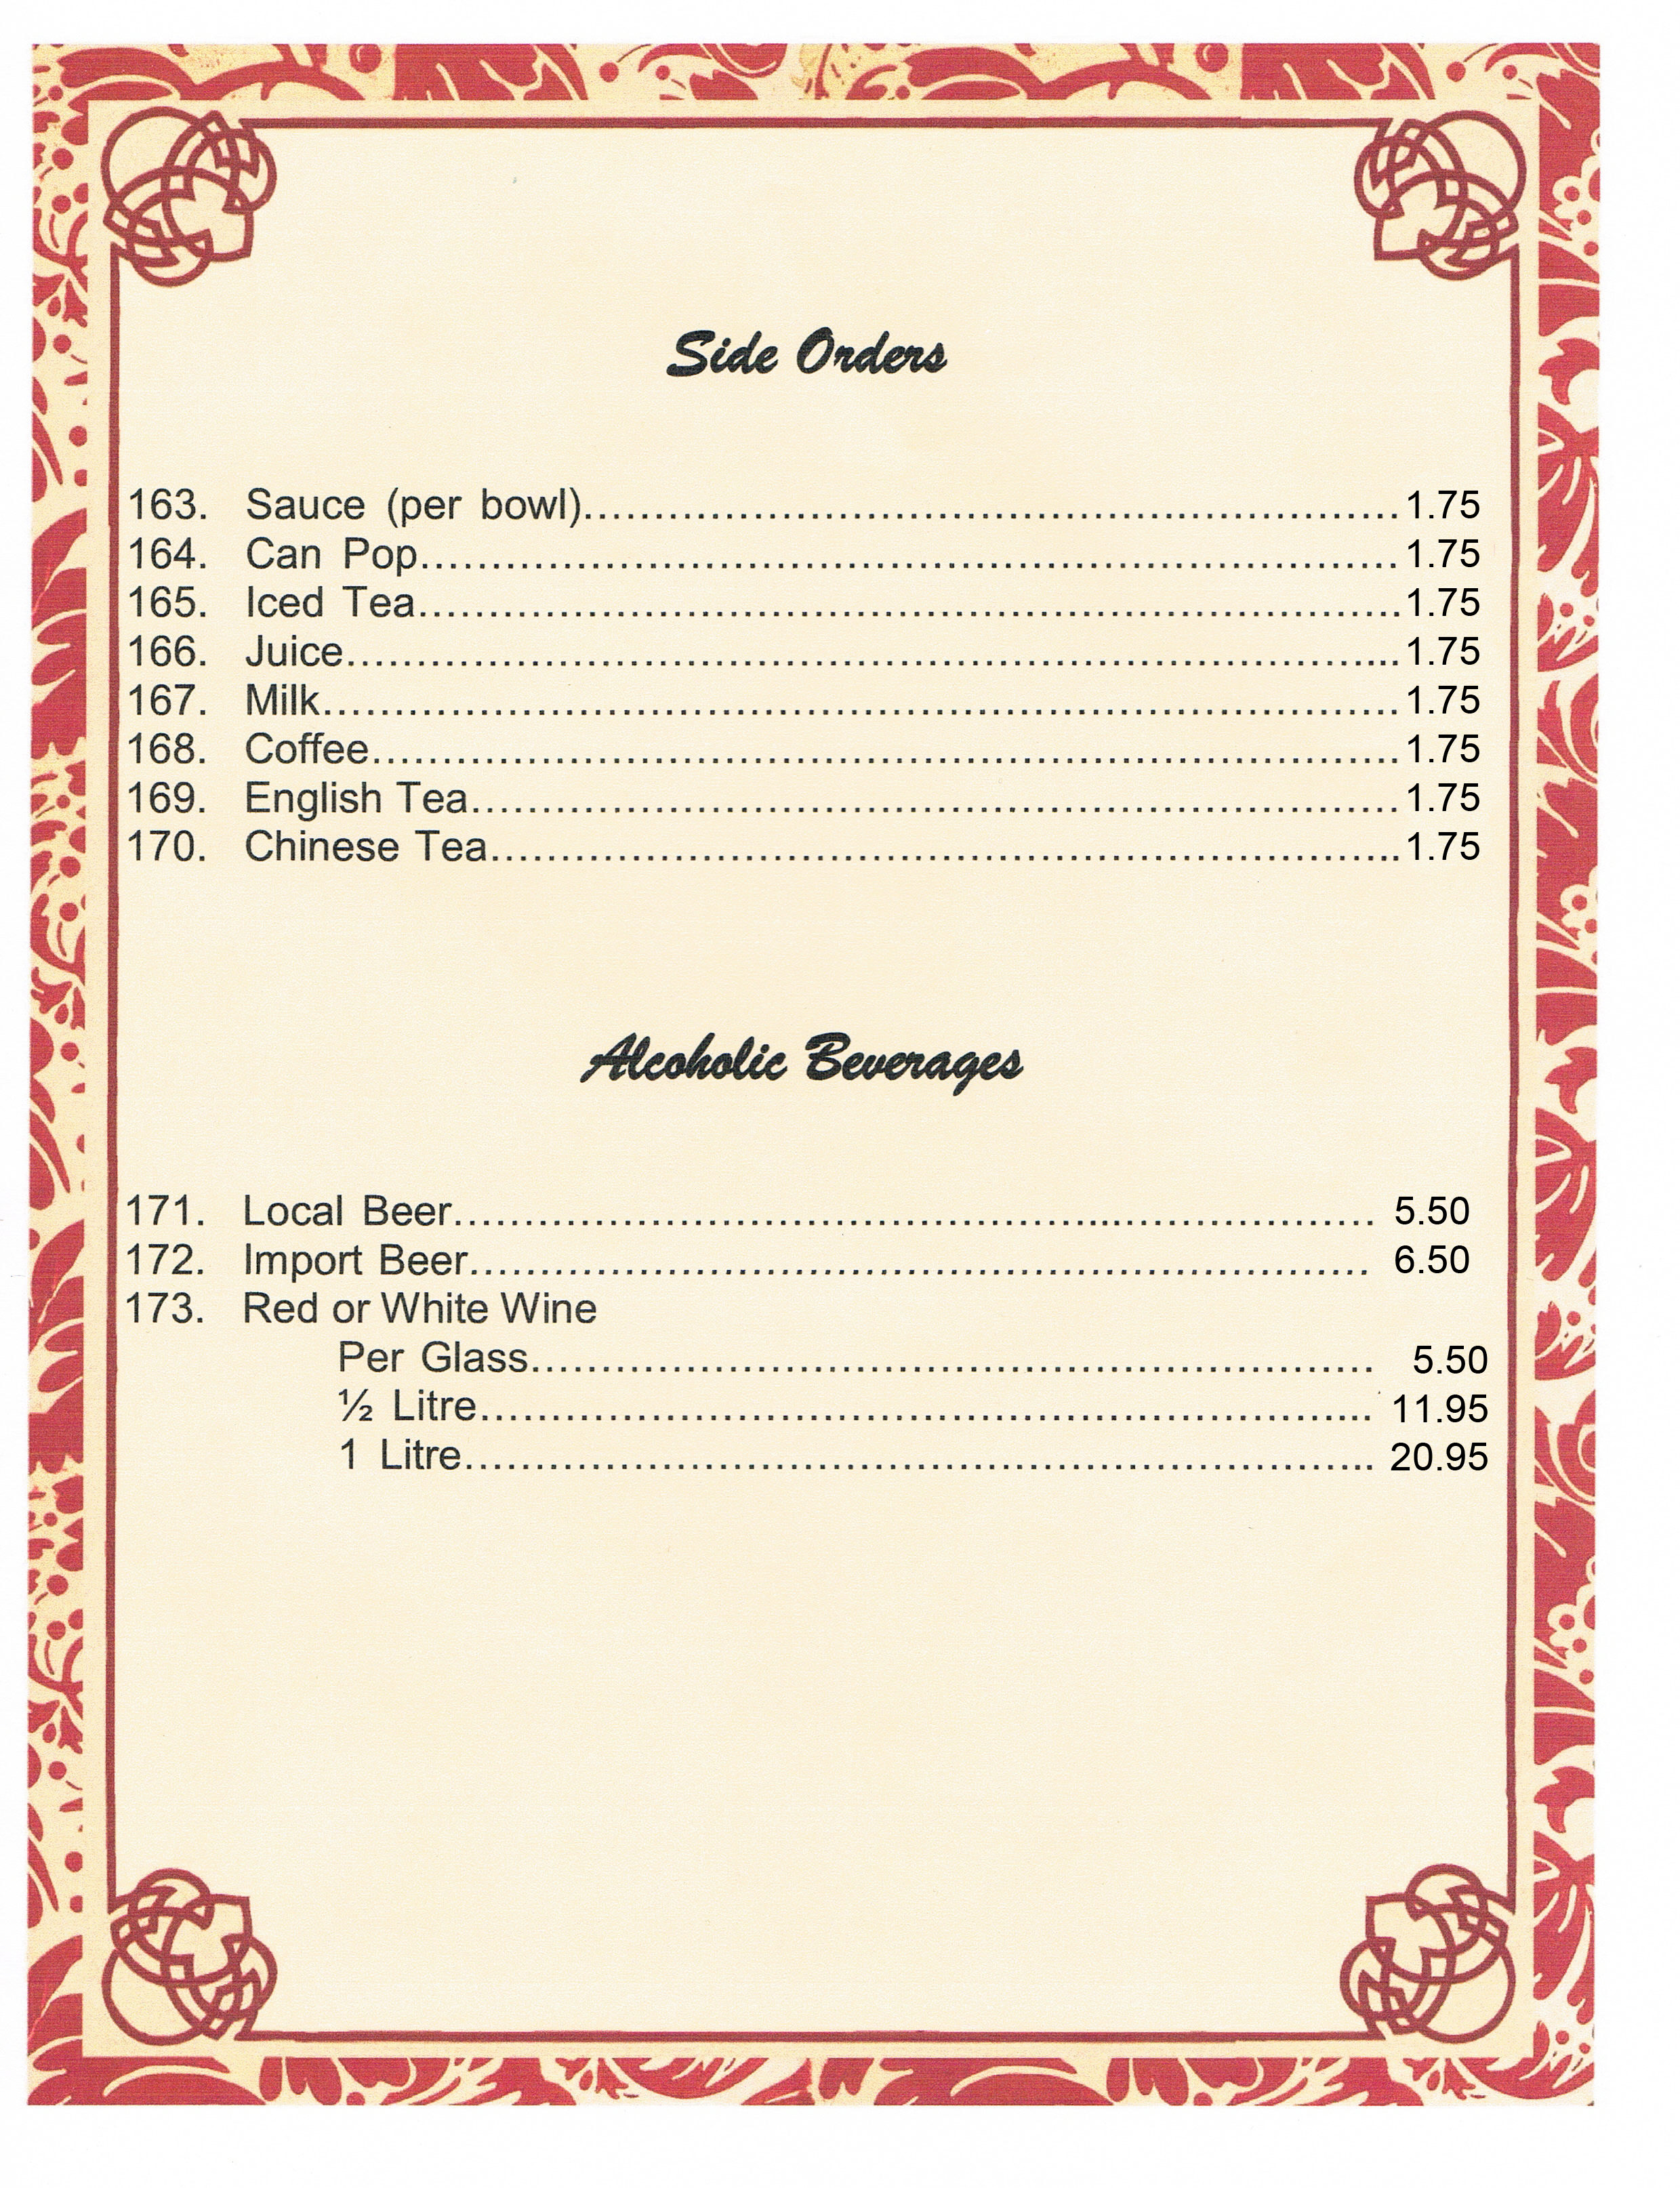 Side Orders
163. Sauce (per bowl)........................................................1.75
164. Can Pop........................................................1.75
165. Iced Tea........................................................1.75
166. Juice........................................................1.75
167. Milk........................................................1.75
168. Coffee........................................................1.75
169. English Tea........................................................1.75
170. Chinese Tea........................................................1.75
Alcoholic Beverages
171. Local Beer........................................................ 5.50
172. Import Beer........................................................ 6.50
173. Red or White Wine
Per Glass........................................................ 5.50
½ Litre........................................................ 11.95
1 Litre........................................................ 20.95